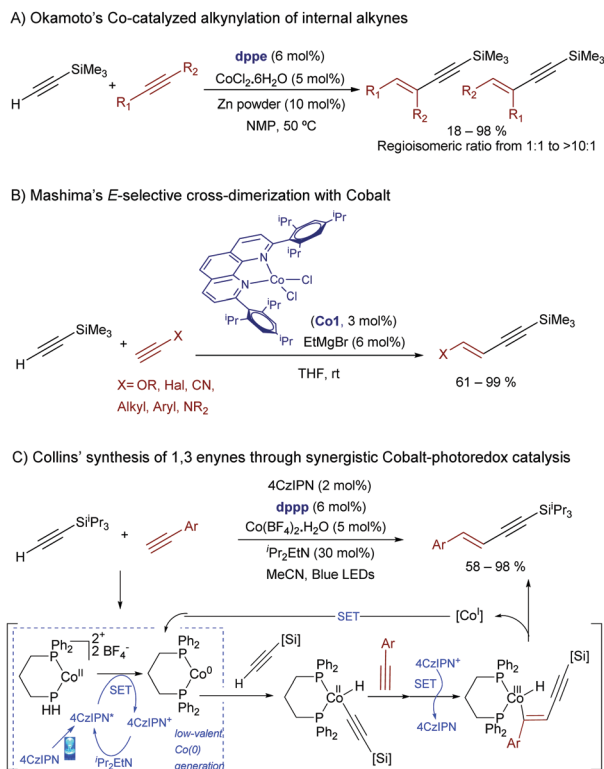 A) Okamoto's Co-catalyzed alkynylation of internal alkynes
SiMe3
H
+
R2
R1
dppe (6 mol%)
CoCl2.6H2O (5 mol%)
Zn powder (10 mol%)
NMP, 50 ºC
SiMe3
R1
R2
SiMe3
R2
R1
18 – 98 %
Regioisomeric ratio from 1:1 to >10:1
B) Mashima's E-selective cross-dimerization with Cobalt
iPr
iPr
iPr
N
N
Co
Cl
Cl
iPr
iPr
iPr
SiMe3
H
+
X
X= OR, Hal, CN,
Alkyl, Aryl, NR2
(Co1, 3 mol%)
EtMgBr (6 mol%)
THF, rt
SiMe3
X
61 – 99 %
C) Collins' synthesis of 1,3 enynes through synergistic Cobalt-photoredox catalysis
SiiPr3
H
+
Ar
4CzIPN (2 mol%)
dppp (6 mol%)
Co(BF4)2.H2O (5 mol%)
iPr2EtN (30 mol%)
MeCN, Blue LEDs
SiiPr3
Ar
58 – 98 %
SET
[CoI]
Ph2
P
CoII
P
HH
2+
2 BF4-
SET
4CzIPN*
4CzIPN+
4CzIPN
iPr2EtN
Ph2
P
Co0
P
Ph2
low-valent,
Co(0)
generation
[Si]
H
Ph2
P
II
Co
H
P
Ph2
[Si]
Ar
4CzIPN+
SET
4CzIPN
Ph2
P
III
Co
H
P
Ph2
Ar
[Si]